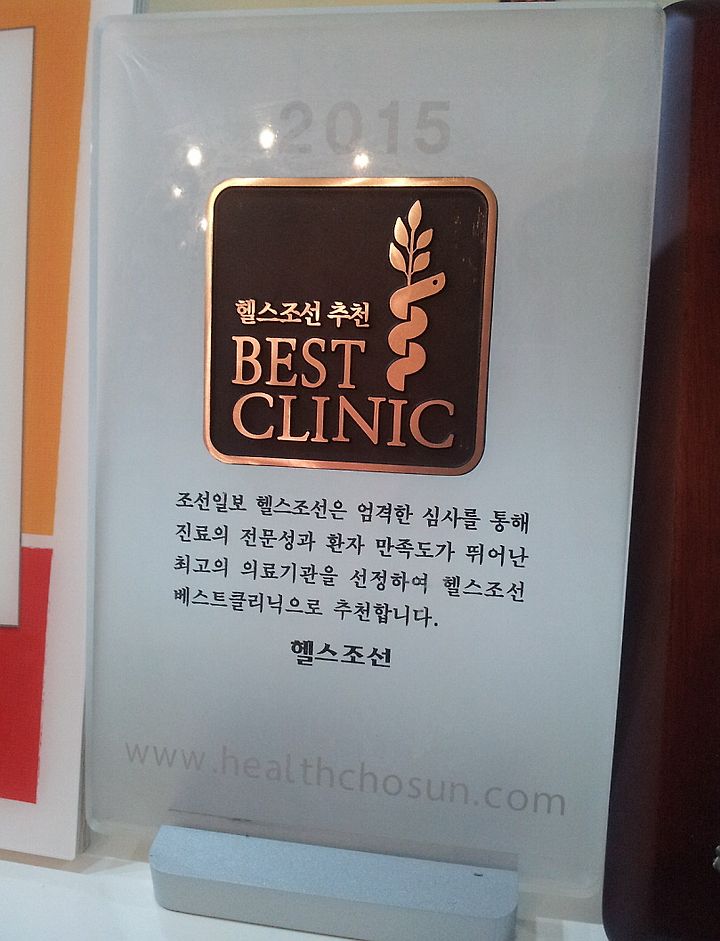 2015
헬스조선 추천
BEST
CLINIC
조선일보 헬스조선은 엄격한 심사를 통해
진료의 전문성과 환자 만족도가 뛰어난
최고의 의료기관을 선정하여 헬스조선
베스트클리닉으로 추천합니다.
헬스조선
www.healthchosun.com